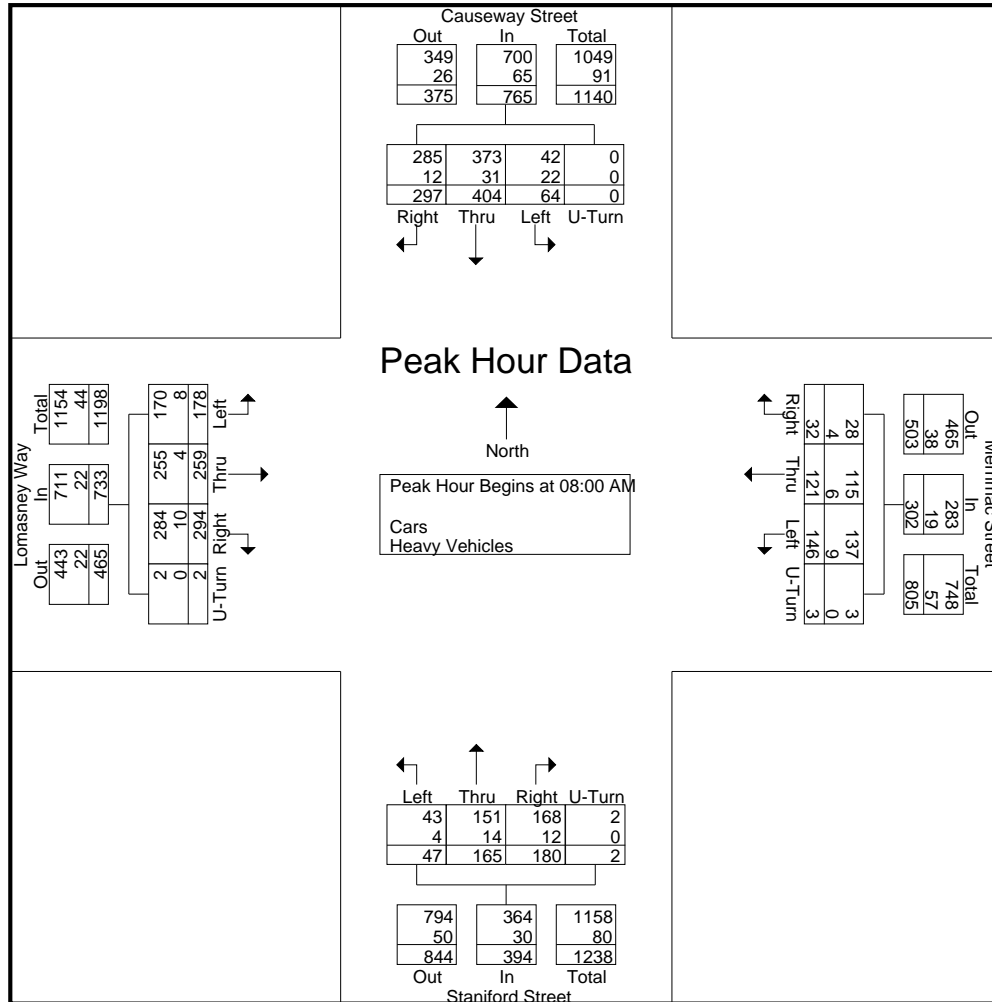 Causeway Street
Out In Total
349 700 1049
26 65 91
375 765 1140
285 373 42 0
12 31 22 0
297 404 64 0
Right Thru Left U-Turn
Peak Hour Data
North
Peak Hour Begins at 08:00 AM
Cars
Heavy Vehicles
Lomasney Way
Out In Total
443 711 1154
22 22 44
465 733 1198
2 284 255 170
0 10 4 8
2 294 259 178
U-Turn Right Thru Left
Merrimac Street
Out In Total
465 283 748
38 19 57
503 302 805
28 115 137 3
4 6 9 0
32 121 146 3
Right Thru Left U-Turn
Left Thru Right U-Turn
43 151 168 2
4 14 12 0
47 165 180 2
794 364 1158
50 30 80
844 394 1238
Out In Total
Staniford Street